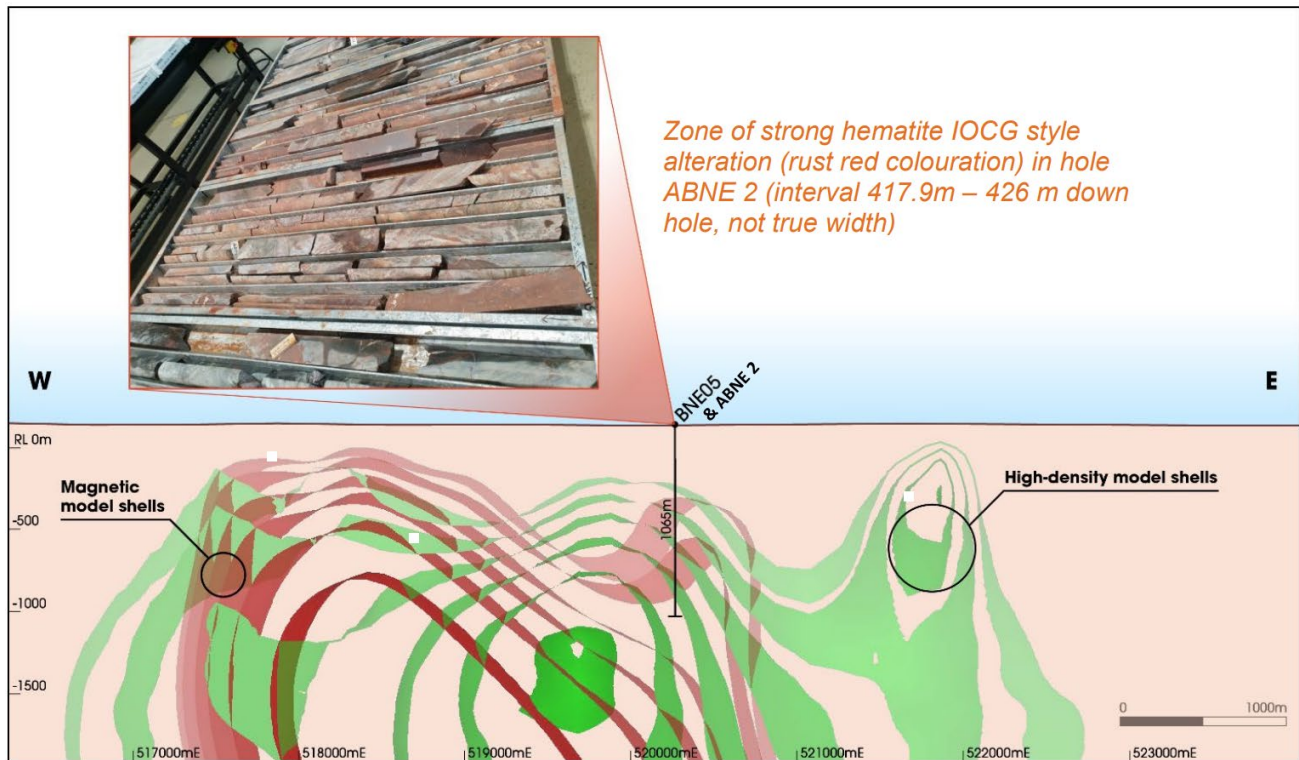 Zone of strong hematite IOCG style
alteration (rust red colouration) in hole
ABNE 2 (interval 417.9m – 426 m down
hole, not true width)
W
BNE05
& ABNE 2
E
RL 0m
Magnetic
model shells
High-density model shells
-500
1065m
-1000
-1500
0 1000m
517000mE 518000mE 519000mE 520000mE 521000mE 522000mE 523000mE